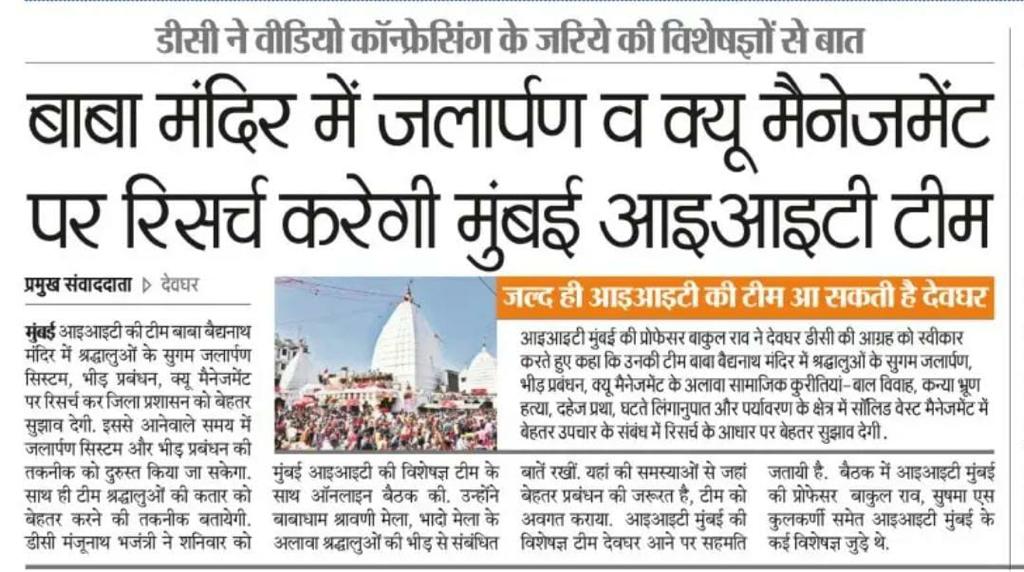 डीसी ने वीडियो कॉन्फ्रेसिंग के जरिये की विशेषज्ञों से बात
बाबा मंदिर में जलार्पण व क्यू मैनेजमेंट
पर रिसर्च करेगी मुंबई आइआइटी टीम
प्रमुख संवाददाता ▷ देवघर
मुंबई आइआइटी की टीम बाबा बैद्यनाथ
मंदिर में श्रद्धालुओं के सुगम जलार्पण
सिस्टम, भीड़ प्रबंधन, क्यू मैनेजमेंट
पर रिसर्च कर जिला प्रशासन को बेहतर
सुझाव देगी. इससे आनेवाले समय में
जलार्पण सिस्टम और भीड़ प्रबंधन की
तकनीक को दुरुस्त किया जा सकेगा.
साथ ही टीम श्रद्धालुओं की कतार को
बेहतर करने की तकनीक बतायेगी.
डीसी मंजूनाथ भजंत्री ने शनिवार को
मुंबई आइआइटी की विशेषज्ञ टीम के
साथ ऑनलाइन बैठक की. उन्होंने
बाबाधाम श्रावणी मेला, भादो मेला के
अलावा श्रद्धालुओं की भीड़ से संबंधित
बातें रखीं. यहां की समस्याओं से जहां
बेहतर प्रबंधन की जरूरत है, टीम को
अवगत कराया. आइआइटी मुंबई की
विशेषज्ञ टीम देवघर आने पर सहमति
जतायी है. बैठक में आइआइटी मुंबई
की प्रोफेसर बाकुल राव, सुषमा एस
कुलकर्णी समेत आइआइटी मुंबई के
कई विशेषज्ञ जुड़े थे.
जल्द ही आइआइटी की टीम आ सकती है देवघर
आइआइटी मुंबई की प्रोफेसर बाकुल राव ने देवघर डीसी की आग्रह को स्वीकार
करते हुए कहा कि उनकी टीम बाबा बैद्यनाथ मंदिर में श्रद्धालुओं के सुगम जलार्पण,
भीड़ प्रबंधन, क्यू मैनेजमेंट के अलावा सामाजिक कुरीतियां-बाल विवाह, कन्या भ्रूण
हत्या, दहेज प्रथा, घटते लिंगानुपात और पर्यावरण के क्षेत्र में सॉलिड वेस्ट मैनेजमेंट में
बेहतर उपचार के संबंध में रिसर्च के आधार पर बेहतर सुझाव देगी.